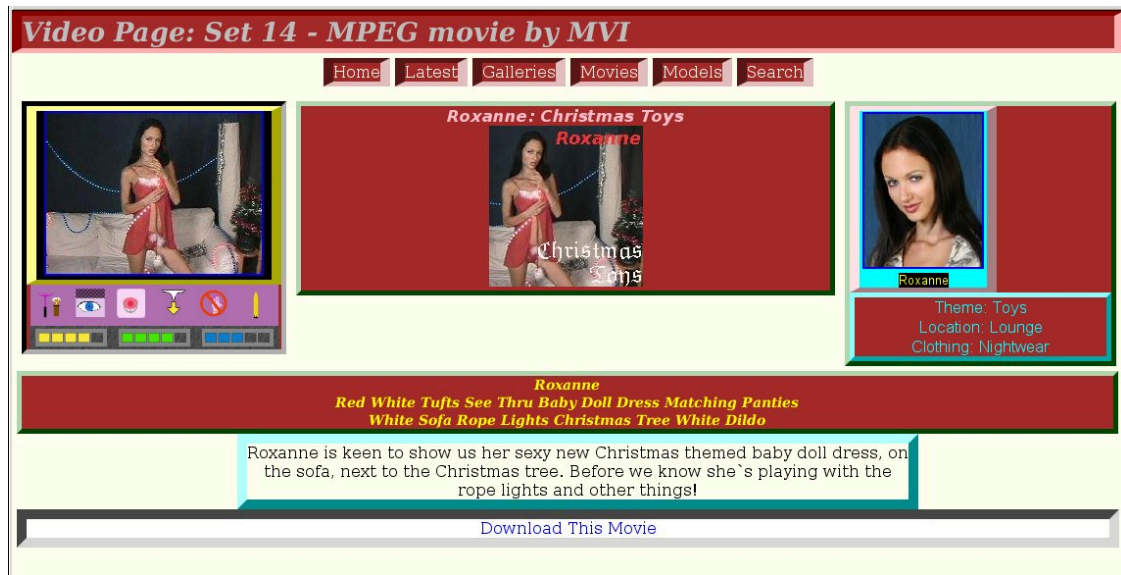 Video Page: Set 14 - MPEG movie by MVI
Home Latest Galleries Movies Models Search
Roxanne: Christmas Toys
Roxanne
Christmas
Toys
Roxanne
Theme: Toys
Location: Lounge
Clothing: Nightwear
Roxanne
Red White Tufts See Thru Baby Doll Dress Matching Panties
White Sofa Rope Lights Christmas Tree White Dildo
Roxanne is keen to show us her sexy new Christmas themed baby doll dress, on
the sofa, next to the Christmas tree. Before we know she`s playing with the
rope lights and other things!
Download This Movie